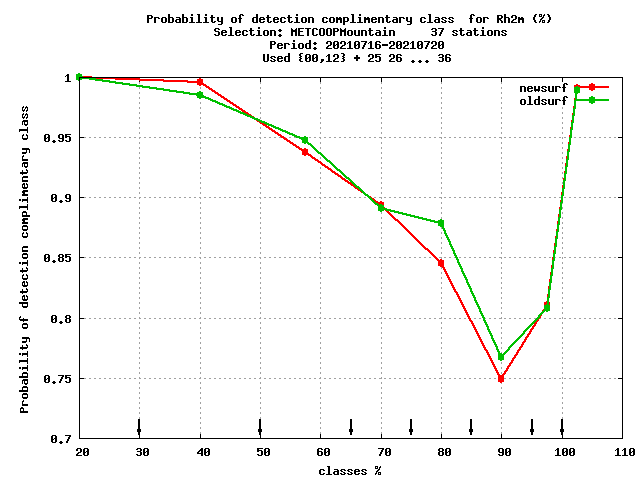 Probability of detection complimentary class  for Rh2m (%)
Selection: METCOOPMountain     37 stations
Period: 20210716-20210720
Used {00,12} + 25 26 ... 36
newsurf
oldsurf
Probability of detection complimentary class
1
0,95
0,9
0,85
0,8
0,75
0,7
20 30 40 50 60 70 80 90 100 110
classes %